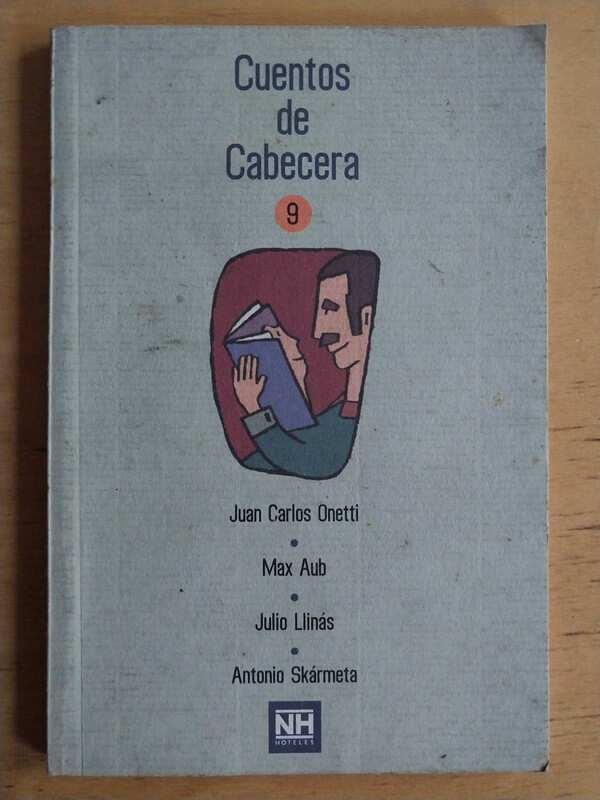 Cuentos
de
Cabecera
9
Juan Carlos Onetti
Max Aub
Julio Llinás
Antonio Skármeta
NH
HOTELES